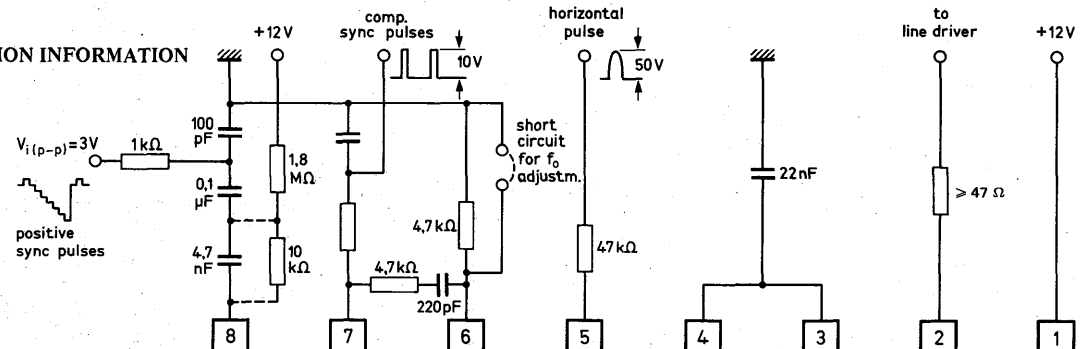 ION INFORMATION
+12V
comp.
sync pulses
10V
horizontal
pulse
50V
to
line driver
+12V
Vi(p-p)=3V
1kΩ
100
pF
0,1
μF
4,7
nF
1,8
MΩ
10
kΩ
positive
sync pulses
4,7kΩ
4,7kΩ
220pF
short
circuit
for fo
adjustm.
47kΩ
22nF
≥ 47 Ω
8
7
6
5
4
3
2
1